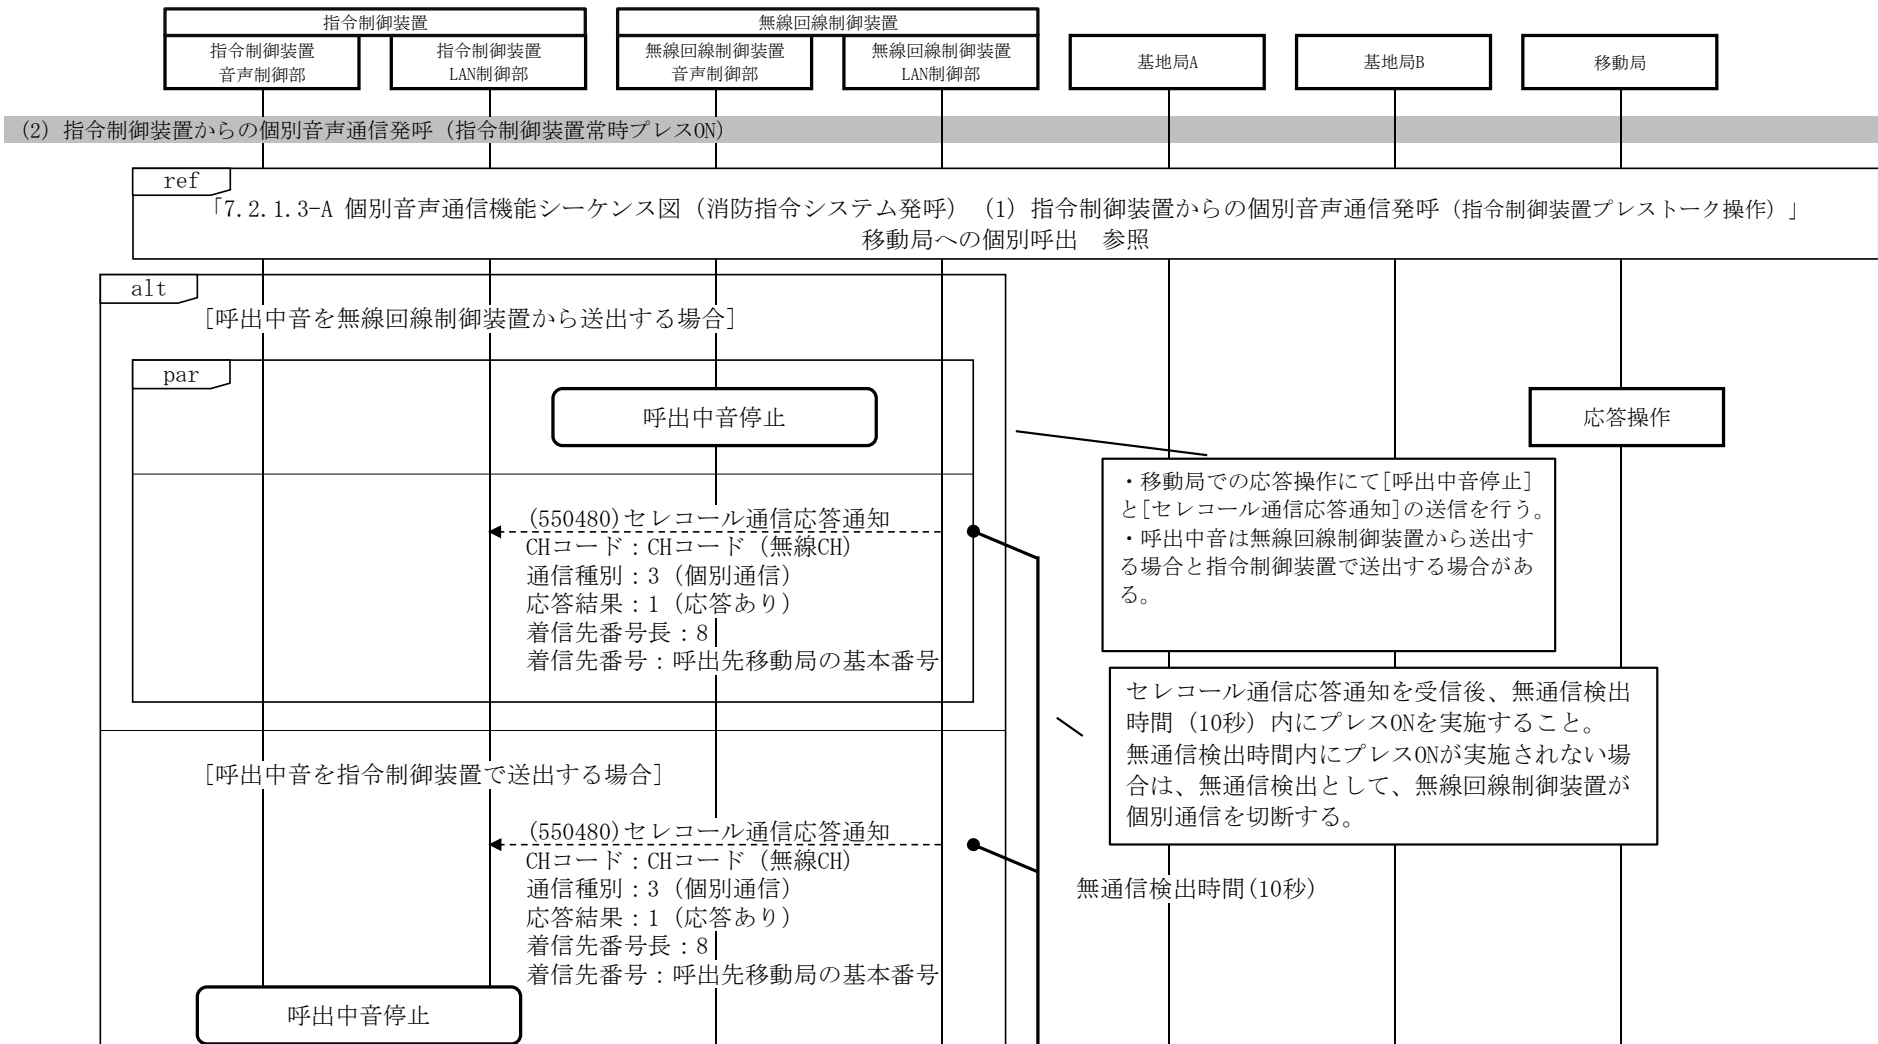 指令制御装置
無線回線制御装置
指令制御装置
音声制御部
指令制御装置
LAN制御部
無線回線制御装置
音声制御部
無線回線制御装置
LAN制御部
基地局A
基地局B
移動局
(2) 指令制御装置からの個別音声通信発呼（指令制御装置常時プレスON）
ref
「7.2.1.3-A 個別音声通信機能シーケンス図（消防指令システム発呼）（1）指令制御装置からの個別音声通信発呼（指令制御装置プレストーク操作）」
移動局への個別呼出　参照
alt
[呼出中音を無線回線制御装置から送出する場合]
par
呼出中音停止
応答操作
・移動局での応答操作にて[呼出中音停止]
と[セレコール通信応答通知]の送信を行う。
・呼出中音は無線回線制御装置から送出す
る場合と指令制御装置で送出する場合があ
る。
(550480)セレコール通信応答通知
CHコード：CHコード（無線CH）
通信種別：3（個別通信）
応答結果：1（応答あり）
着信先番号長：8
着信先番号：呼出先移動局の基本番号
セレコール通信応答通知を受信後、無通信検出
時間（10秒）内にプレスONを実施すること。
無通信検出時間内にプレスONが実施されない場
合は、無通信検出として、無線回線制御装置が
個別通信を切断する。
[呼出中音を指令制御装置で送出する場合]
(550480)セレコール通信応答通知
CHコード：CHコード（無線CH）
通信種別：3（個別通信）
応答結果：1（応答あり）
着信先番号長：8
着信先番号：呼出先移動局の基本番号
無通信検出時間(10秒)
呼出中音停止